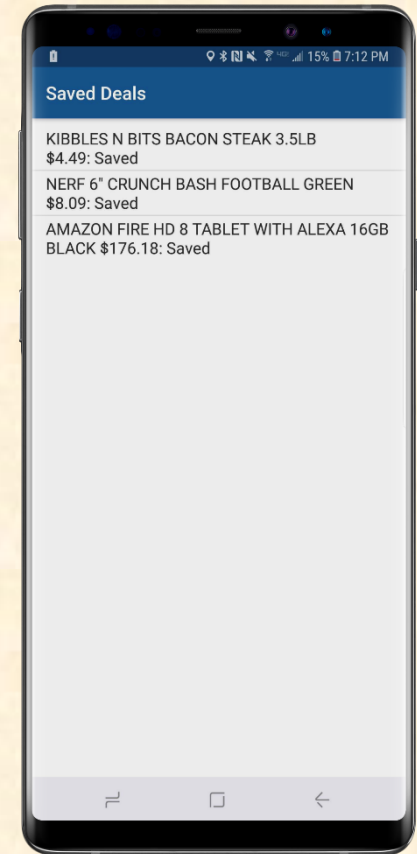 15% 7:12 PM
Saved Deals
KIBBLES N BITS BACON STEAK 3.5LB
$4.49: Saved
NERF 6" CRUNCH BASH FOOTBALL GREEN
$8.09: Saved
AMAZON FIRE HD 8 TABLET WITH ALEXA 16GB
BLACK $176.18: Saved